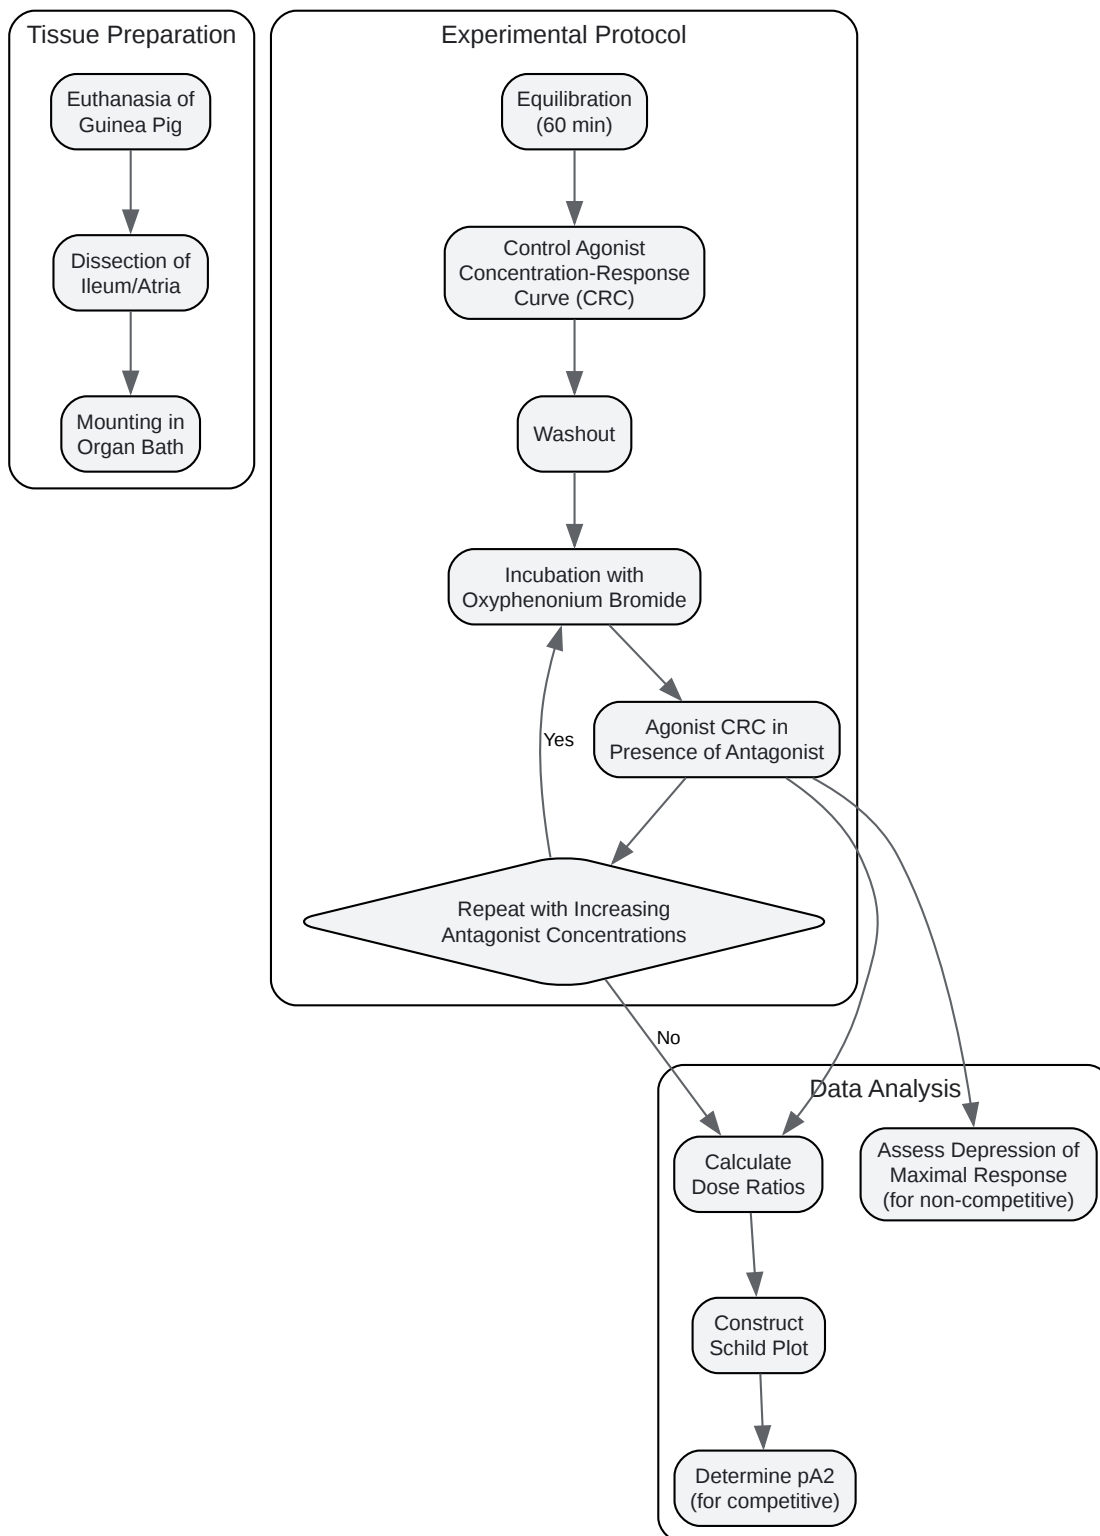 Tissue Preparation
Euthanasia of
Guinea Pig
Dissection of
Ileum/Atria
Mounting in
Organ Bath
Experimental Protocol
Equilibration
(60 min)
Control Agonist
Concentration-Response
Curve (CRC)
Washout
Incubation with
Oxyphenonium Bromide
Yes
Agonist CRC in
Presence of Antagonist
Repeat with Increasing
Antagonist Concentrations
No
Data Analysis
Calculate
Dose Ratios
Assess Depression of
Maximal Response
(for non-competitive)
Construct
Schild Plot
Determine pA2
(for competitive)